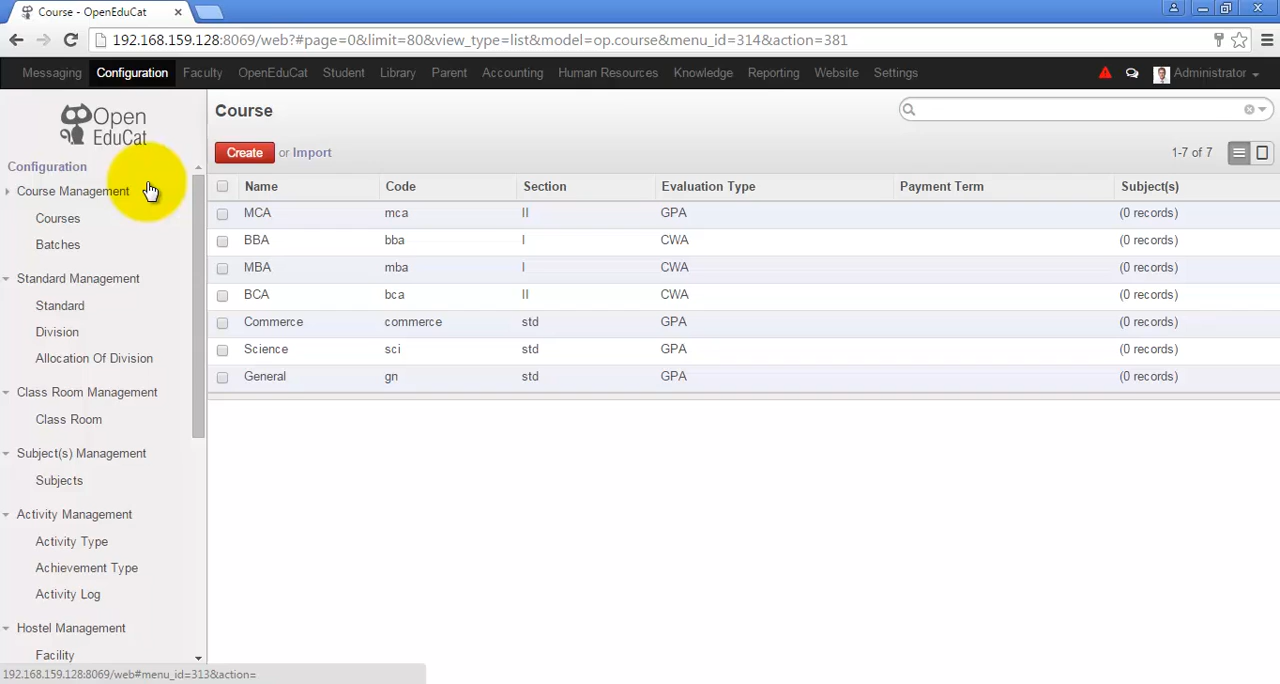 Course - OpenEduCat
192.168.159.128:8069/web?#page=0&limit=80&view_type=list&model=op.course&menu_id=314&action=381
Messaging Configuration Faculty OpenEduCat Student Library Parent Accounting Human Resources Knowledge Reporting Website Settings Administrator
Open EduCat
Configuration
Course Management
Courses
Batches
Standard Management
Standard
Division
Allocation Of Division
Class Room Management
Class Room
Subject(s) Management
Subjects
Activity Management
Activity Type
Achievement Type
Activity Log
Hostel Management
Facility
Course
Create or Import 1-7 of 7
Name Code Section Evaluation Type Payment Term Subject(s)
MCA mca II GPA (0 records)
BBA bba I CWA (0 records)
MBA mba I CWA (0 records)
BCA bca II CWA (0 records)
Commerce commerce std GPA (0 records)
Science sci std GPA (0 records)
General gn std GPA (0 records)
192.168.159.128:8069/web#menu_id=313&action=